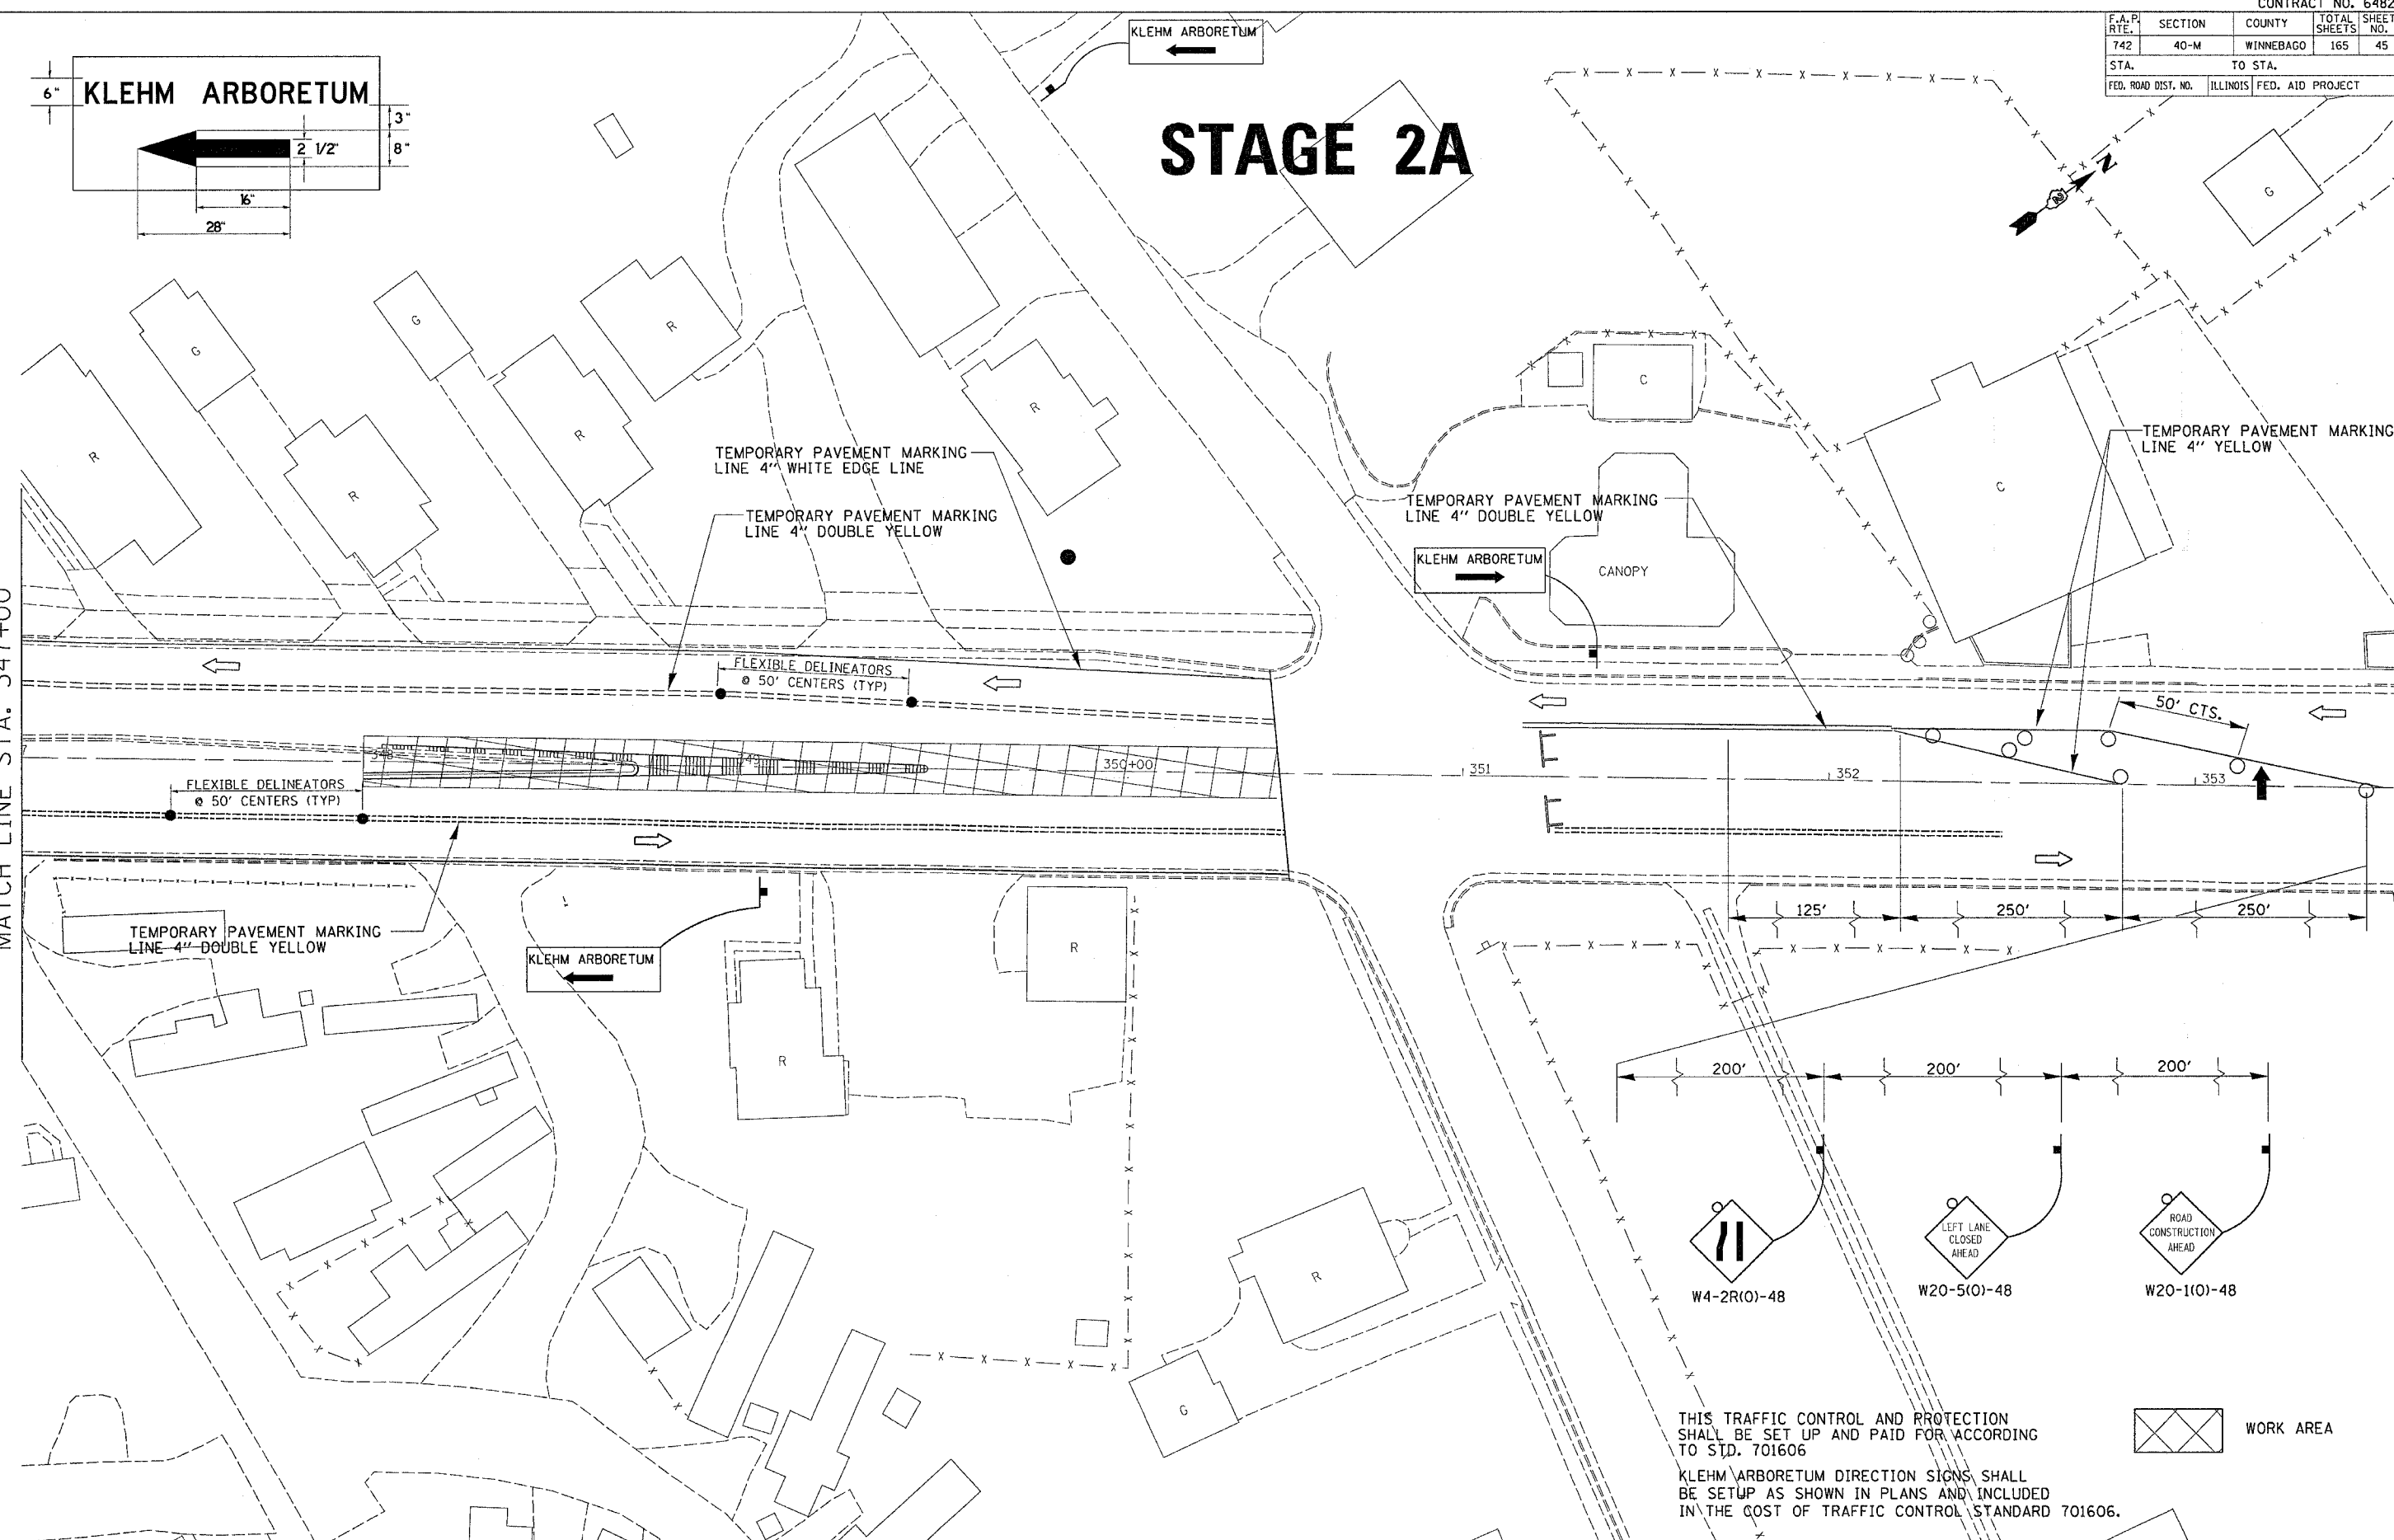 CONTRACT NO. 6482
F.A.P. RTE. SECTION COUNTY TOTAL SHEETS SHEET NO.
742 40-M WINNEBAGO 165 45
STA. TO STA.
FED. ROAD DIST. NO. ILLINOIS FED. AID PROJECT
KLEHM ARBORETUM
6"
3"
2 1/2"
8"
16"
28"
KLEHM ARBORETUM
STAGE 2A
N
G
G
G
R
R
R
R
R
C
C
TEMPORARY PAVEMENT MARKING
LINE 4" WHITE EDGE LINE
TEMPORARY PAVEMENT MARKING
LINE 4" DOUBLE YELLOW
TEMPORARY PAVEMENT MARKING
LINE 4" DOUBLE YELLOW
TEMPORARY PAVEMENT MARKING
LINE 4" YELLOW
KLEHM ARBORETUM
CANOPY
MATCH LINE STA. 347+00
FLEXIBLE DELINEATORS
@ 50' CENTERS (TYP)
50' CTS.
348
349
350+00
351
352
353
FLEXIBLE DELINEATORS
@ 50' CENTERS (TYP)
125'
250'
250'
TEMPORARY PAVEMENT MARKING
LINE 4" DOUBLE YELLOW
KLEHM ARBORETUM
R
R
R
G
200'
200'
200'
LEFT LANE
CLOSED
AHEAD
ROAD
CONSTRUCTION
AHEAD
W4-2R(O)-48
W20-5(O)-48
W20-1(O)-48
THIS TRAFFIC CONTROL AND PROTECTION
SHALL BE SET UP AND PAID FOR ACCORDING
TO STD. 701606
WORK AREA
KLEHM ARBORETUM DIRECTION SIGNS SHALL
BE SETUP AS SHOWN IN PLANS AND INCLUDED
IN THE COST OF TRAFFIC CONTROL STANDARD 701606.